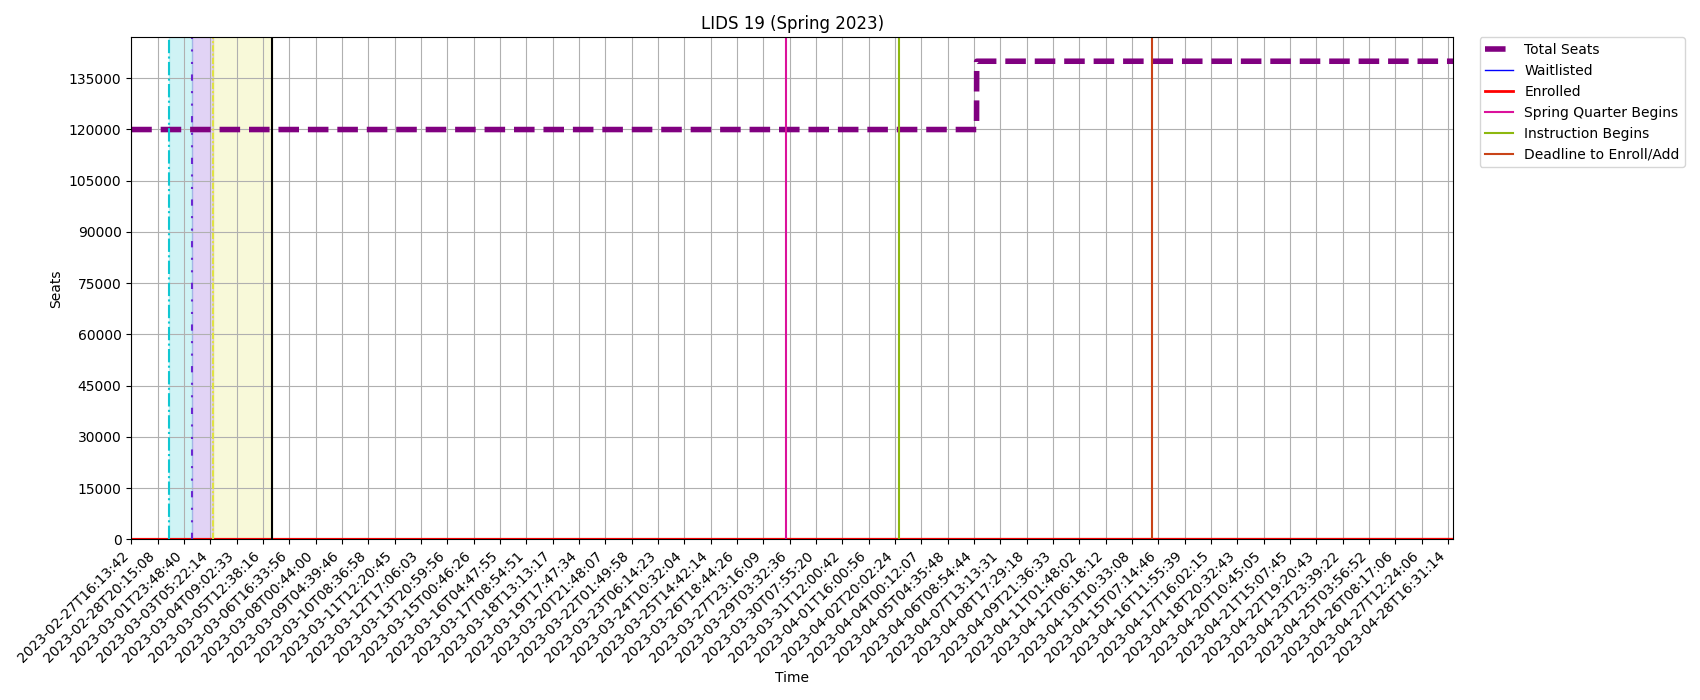 LIDS 19 (Spring 2023)
Total Seats
Waitlisted
Enrolled
Spring Quarter Begins
Instruction Begins
Deadline to Enroll/Add
Seats
135000
120000
105000
90000
75000
60000
45000
30000
15000
0
2023-02-27T16:13:42
2023-02-28T20:15:08
2023-03-01T23:48:40
2023-03-03T05:22:14
2023-03-04T09:02:33
2023-03-05T12:38:16
2023-03-06T16:33:56
2023-03-08T00:44:00
2023-03-09T04:39:46
2023-03-10T08:36:58
2023-03-11T12:20:45
2023-03-12T17:06:03
2023-03-13T20:59:56
2023-03-15T00:46:26
2023-03-16T04:47:55
2023-03-17T08:54:51
2023-03-18T13:13:17
2023-03-19T17:47:34
2023-03-20T21:48:07
2023-03-22T01:49:58
2023-03-23T06:14:23
2023-03-24T10:32:04
2023-03-25T14:42:14
2023-03-26T18:44:26
2023-03-27T23:16:09
2023-03-29T03:32:36
2023-03-30T07:55:20
2023-03-31T12:00:42
2023-04-01T16:00:56
2023-04-02T20:02:24
2023-04-04T00:12:07
2023-04-05T04:35:48
2023-04-06T08:54:44
2023-04-07T13:13:31
2023-04-08T17:29:18
2023-04-09T21:36:33
2023-04-11T01:48:02
2023-04-12T06:18:12
2023-04-13T10:33:08
2023-04-15T07:14:46
2023-04-16T11:55:39
2023-04-17T16:02:15
2023-04-18T20:32:43
2023-04-20T10:45:05
2023-04-21T15:07:45
2023-04-22T19:20:43
2023-04-23T23:39:22
2023-04-25T03:56:52
2023-04-26T08:17:06
2023-04-27T12:24:06
2023-04-28T16:31:14
Time